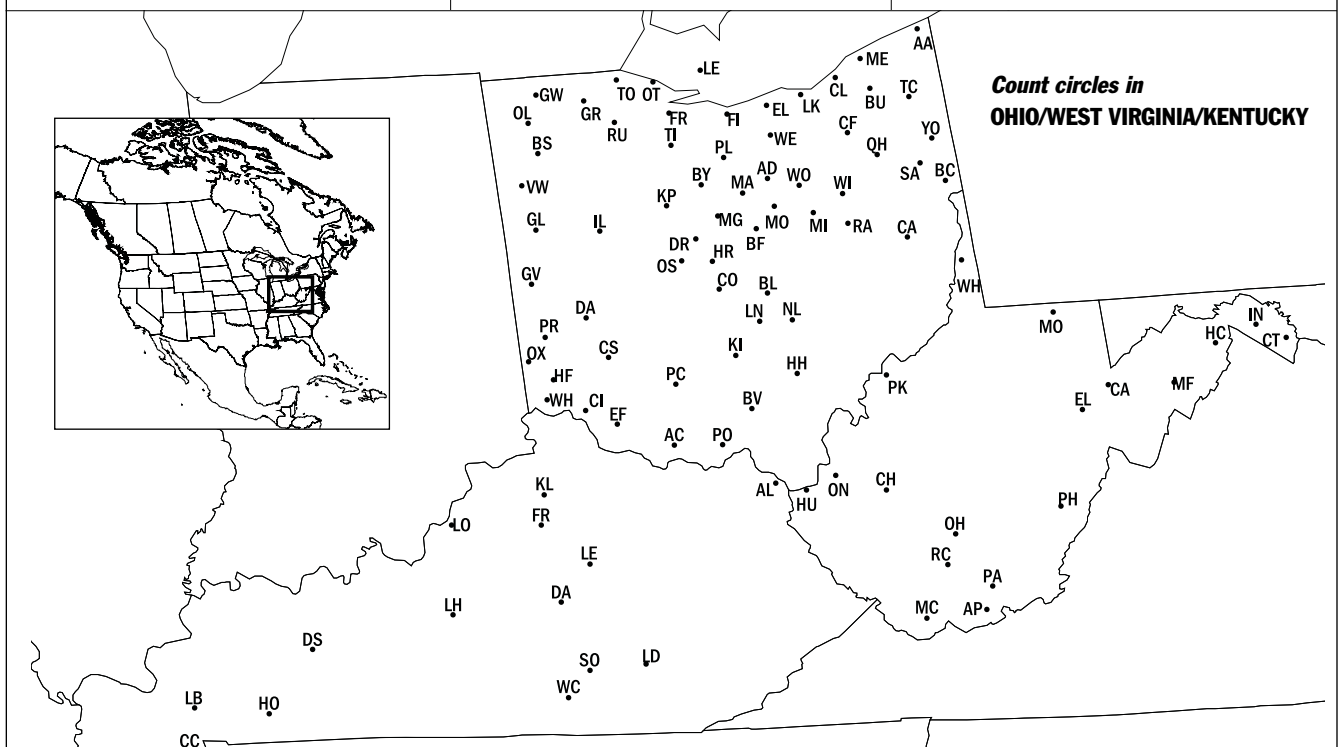 Count circles in
OHIO/WEST VIRGINIA/KENTUCKY
AA
ME
LE
CL
TC
BU
GW
TO OT
EL
LK
OL
GR
FR
FI
RU
TI
WE
CF
YO
BS
PL
OH
SA
BC
VW
BY
MA
AD
WO
WI
KP
GL
IL
MG
MO
MI
RA
CA
DR
BF
HR
OS
GV
CO
BL
WH
DA
LN
NL
MO
IN
PR
HC
CT
OX
CS
KI
HF
PC
HH
PK
CA
MF
WH
CI
BV
EL
EF
AC
PO
KL
AL
HU
ON
CH
PH
LO
FR
OH
LE
RC
DA
PA
LH
MC
AP
DS
SO
LD
WC
LB
HO
CC